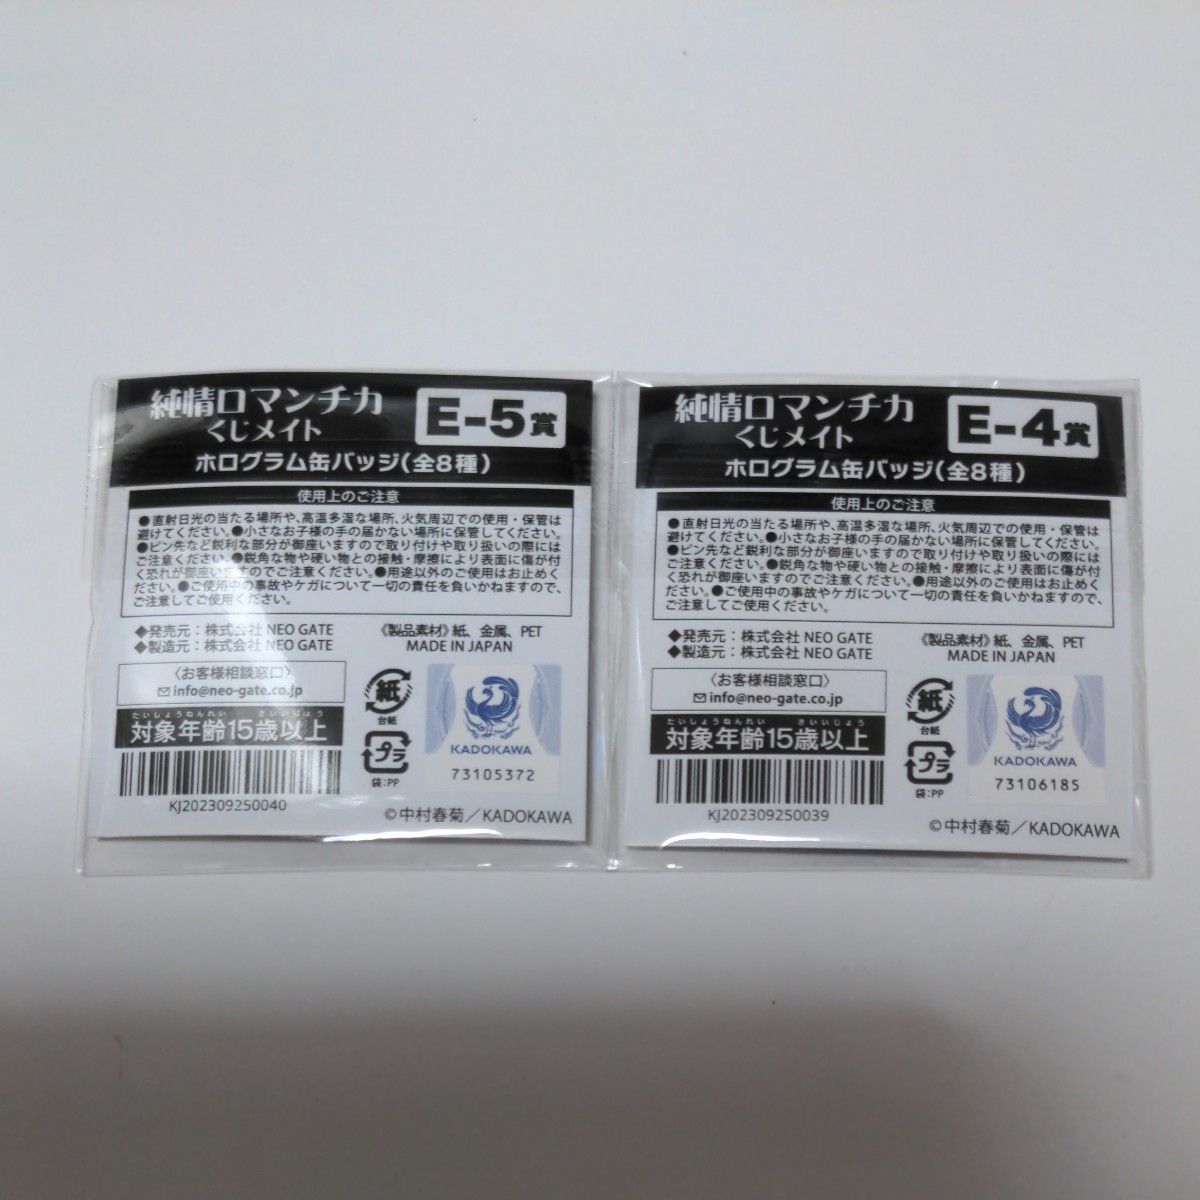 純情ロマンチカ
くじメイト
E-5賞
ホログラム缶バッジ(全8種)
使用上のご注意
●直射日光の当たる場所や、高温多湿な場所、火気周辺での使用・保管は
避けてください。●小さなお子様の手の届かない場所に保管してください。
●ピン先など鋭利な部分が御座いますので取り付けや取り扱いの際には
ご注意ください。●鋭角な物や硬い物との接触・摩擦により表面に傷が付
く恐れが御座いますのでご注意ください。●用途以外のご使用はお止めく
ださい。●ご使用中の事故やケガについて一切の責任を負いかねますので、
ご注意してご使用ください。
◆発売元：株式会社 NEO GATE
◆製造元：株式会社 NEO GATE
《製品素材》紙、金属、PET
MADE IN JAPAN
〈お客様相談窓口〉
info@neo-gate.co.jp
たいしょうねんれい さいいじょう
対象年齢15歳以上
紙
台紙
プラ
袋：PP
KADOKAWA
73105372
KJ202309250040
©中村春菊／KADOKAWA
純情ロマンチカ
くじメイト
E-4賞
ホログラム缶バッジ(全8種)
使用上のご注意
●直射日光の当たる場所や、高温多湿な場所、火気周辺での使用・保管は
避けてください。●小さなお子様の手の届かない場所に保管してください。
●ピン先など鋭利な部分が御座いますので取り付けや取り扱いの際には
ご注意ください。●鋭角な物や硬い物との接触・摩擦により表面に傷が付
く恐れが御座いますのでご注意ください。●用途以外のご使用はお止めく
ださい。●ご使用中の事故やケガについて一切の責任を負いかねますので、
ご注意してご使用ください。
◆発売元：株式会社 NEO GATE
◆製造元：株式会社 NEO GATE
《製品素材》紙、金属、PET
MADE IN JAPAN
〈お客様相談窓口〉
info@neo-gate.co.jp
たいしょうねんれい さいいじょう
対象年齢15歳以上
紙
台紙
プラ
袋：PP
KADOKAWA
73106185
KJ202309250039
©中村春菊／KADOKAWA